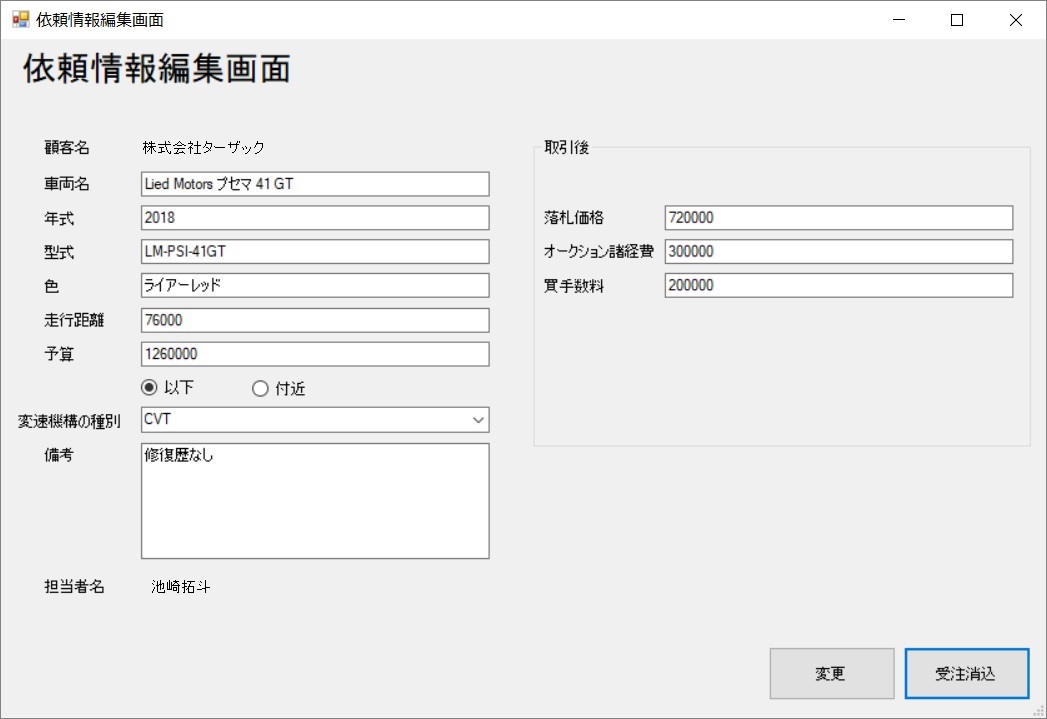 依頼情報編集画面
依頼情報編集画面
顧客名 株式会社ターザック
車両名 Lied Motors プセマ 41 GT
年式 2018
型式 LM-PSI-41GT
色 ライアーレッド
走行距離 76000
予算 1260000
以下 付近
変速機構の種別 CVT
備考 修復歴なし
担当者名 池崎拓斗
取引後
落札価格 720000
オークション諸経費 300000
買手数料 200000
変更 受注消込